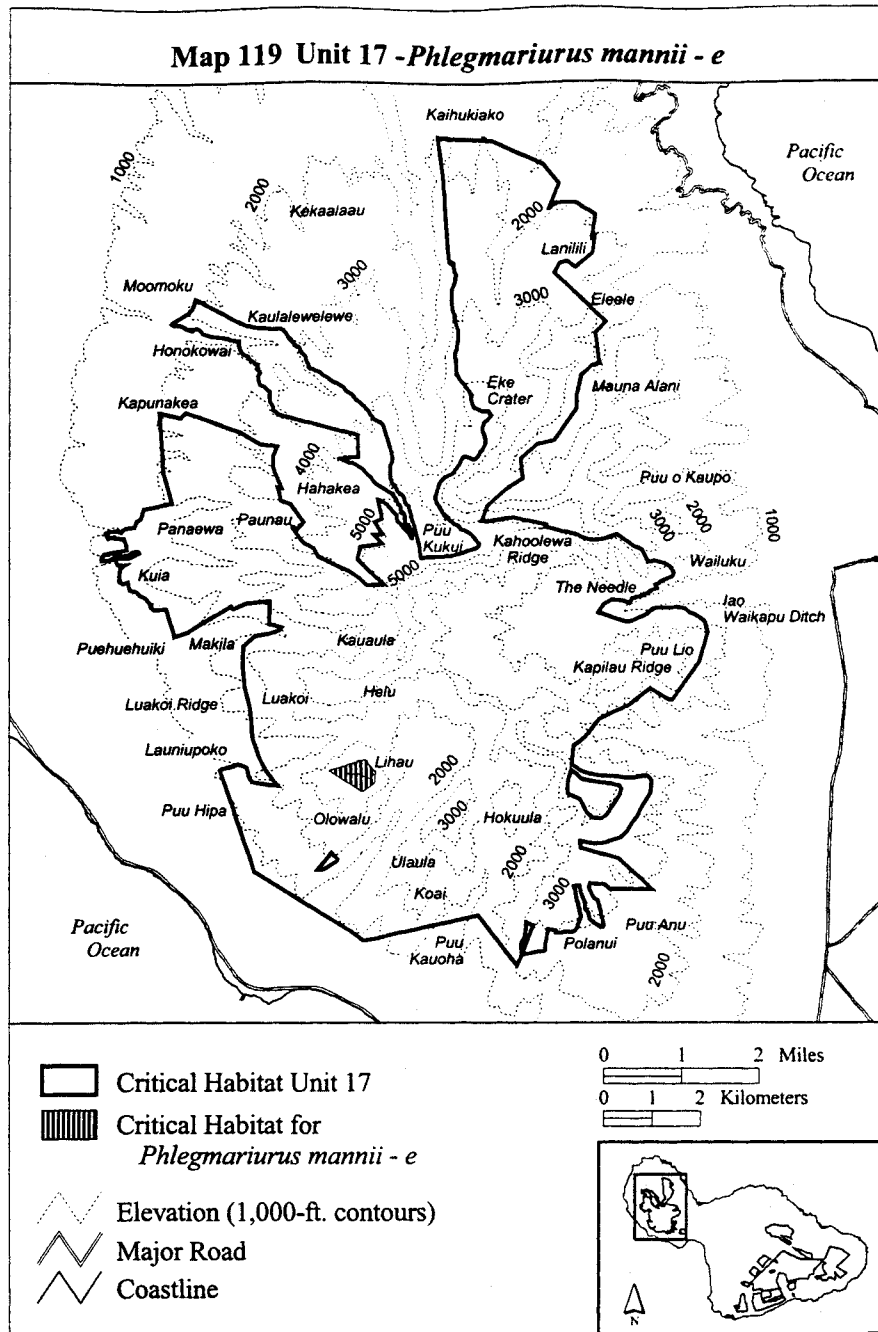 Map 119 Unit 17 -Phlegmariurus mannii - e
Kaihukiako
Pacific
Ocean
1000
2000
Kekaalaau
2000
Lanilili
3000
3000
Moomoku
Kaulalewelewe
Eleele
Honokowai
Eke
Crater
Mauna Alani
Kapunakea
4000
Hahakea
Puu o Kaupo
2000
3000
1000
Panaewa
Paunau
5000
Puu
Kukui
Kahoolewa
Ridge
Wailuku
5000
Kuia
The Needle
Iao
Waikapu Ditch
Puehuehuiki
Makila
Kauaula
Puu Lio
Kapilau Ridge
Luakoi Ridge
Luakoi
Helu
Launiupoko
Lihau
2000
Puu Hipa
Olowalu
3000
Hokuula
Ulaula
2000
Koai
3000
Pacific
Ocean
Puu
Kauoha
Polanui
Puu Anu
2000
Critical Habitat Unit 17
Critical Habitat for
Phlegmariurus mannii - e
Elevation (1,000-ft. contours)
Major Road
Coastline
0 1 2 Miles
0 1 2 Kilometers
N